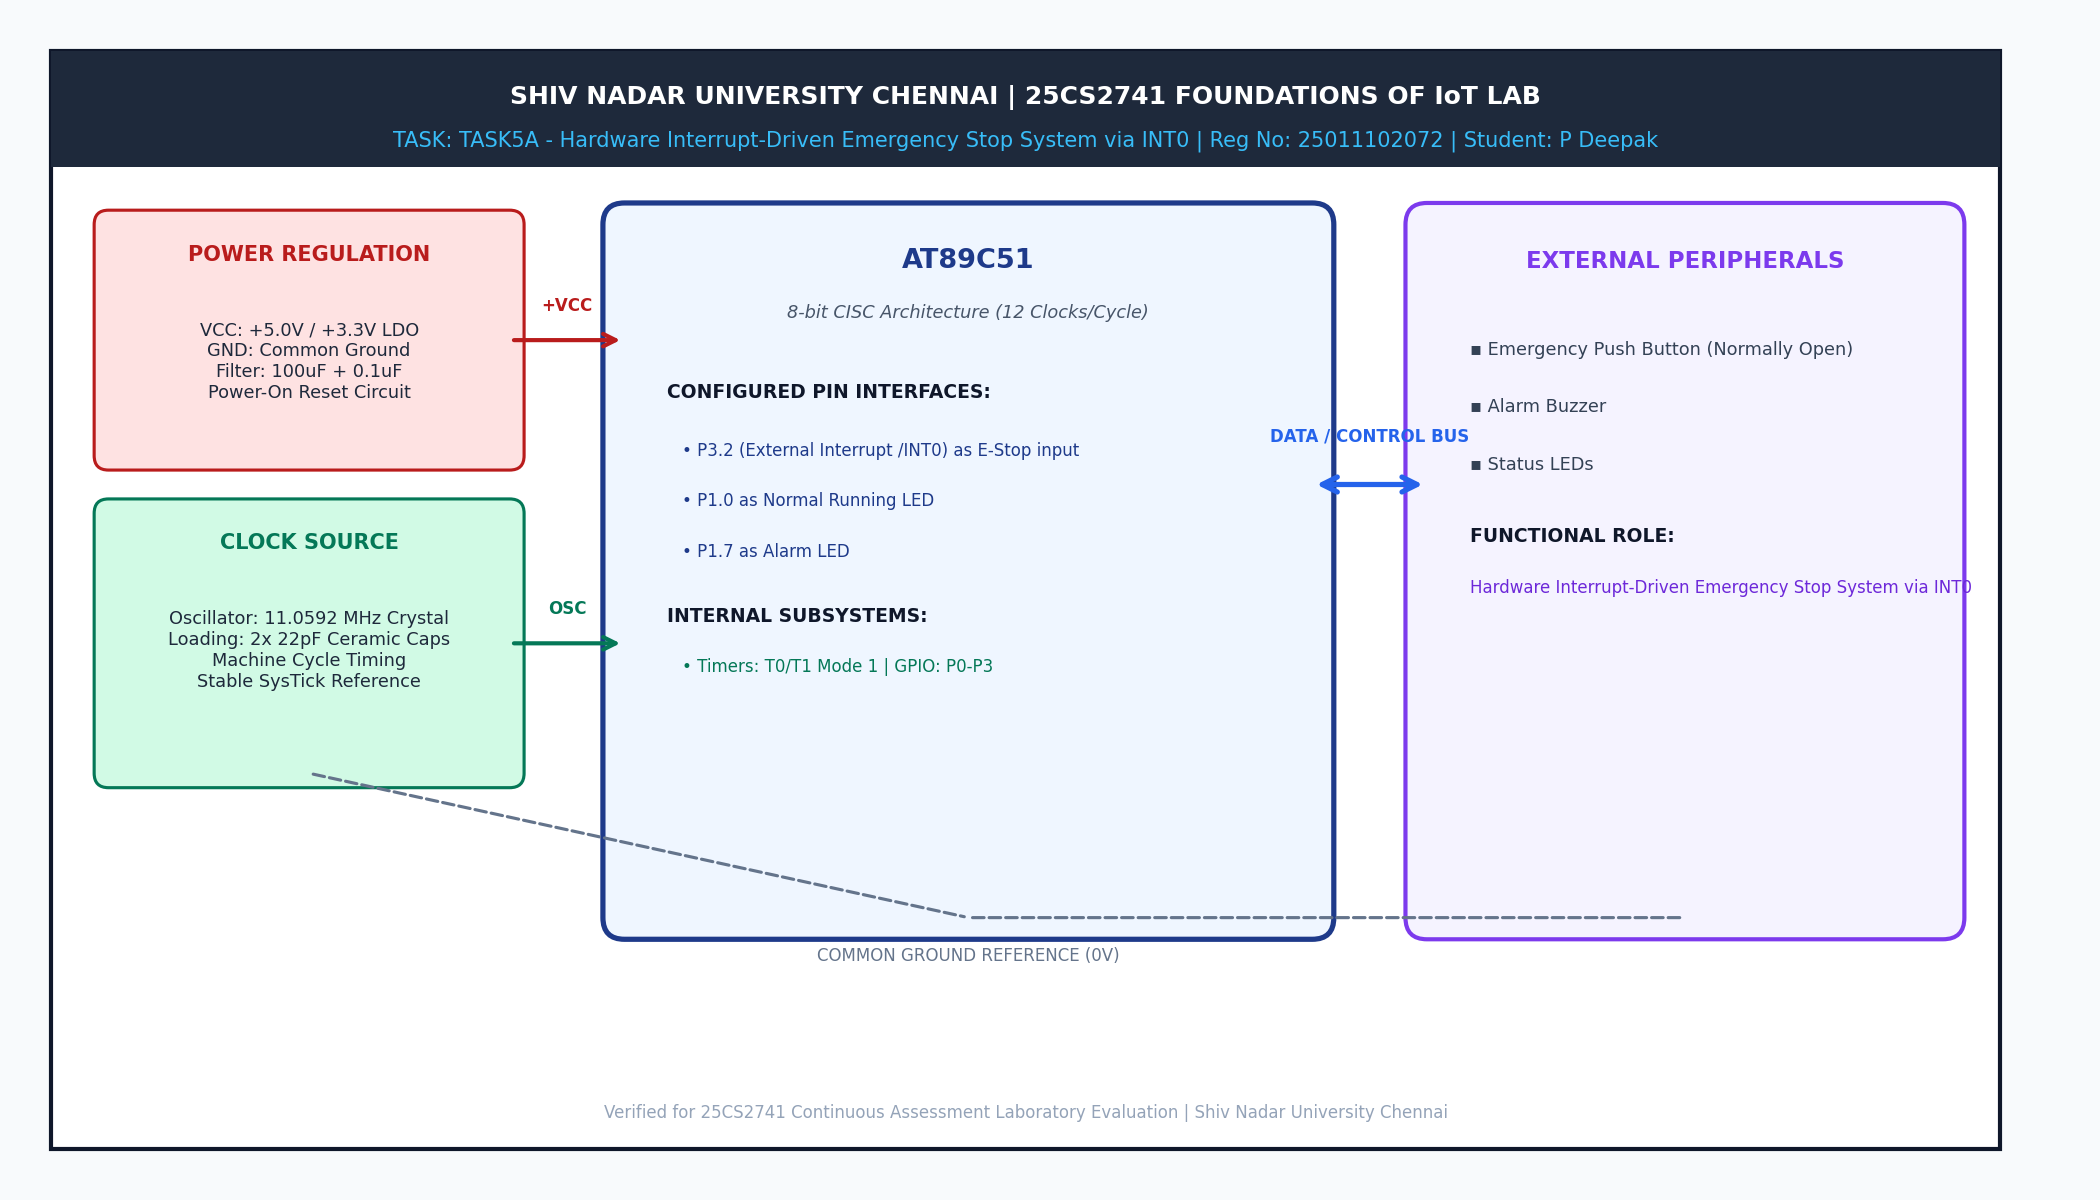 SHIV NADAR UNIVERSITY CHENNAI | 25CS2741 FOUNDATIONS OF IoT LAB
TASK: TASK5A - Hardware Interrupt-Driven Emergency Stop System via INT0 | Reg No: 25011102072 | Student: P Deepak
POWER REGULATION
VCC: +5.0V / +3.3V LDO
GND: Common Ground
Filter: 100uF + 0.1uF
Power-On Reset Circuit
+VCC
CLOCK SOURCE
Oscillator: 11.0592 MHz Crystal
Loading: 2x 22pF Ceramic Caps
Machine Cycle Timing
Stable SysTick Reference
OSC
AT89C51
8-bit CISC Architecture (12 Clocks/Cycle)
CONFIGURED PIN INTERFACES:
• P3.2 (External Interrupt /INT0) as E-Stop input
• P1.0 as Normal Running LED
• P1.7 as Alarm LED
INTERNAL SUBSYSTEMS:
• Timers: T0/T1 Mode 1 | GPIO: P0-P3
DATA / CONTROL BUS
EXTERNAL PERIPHERALS
▪ Emergency Push Button (Normally Open)
▪ Alarm Buzzer
▪ Status LEDs
FUNCTIONAL ROLE:
Hardware Interrupt-Driven Emergency Stop System via INT0
COMMON GROUND REFERENCE (0V)
Verified for 25CS2741 Continuous Assessment Laboratory Evaluation | Shiv Nadar University Chennai